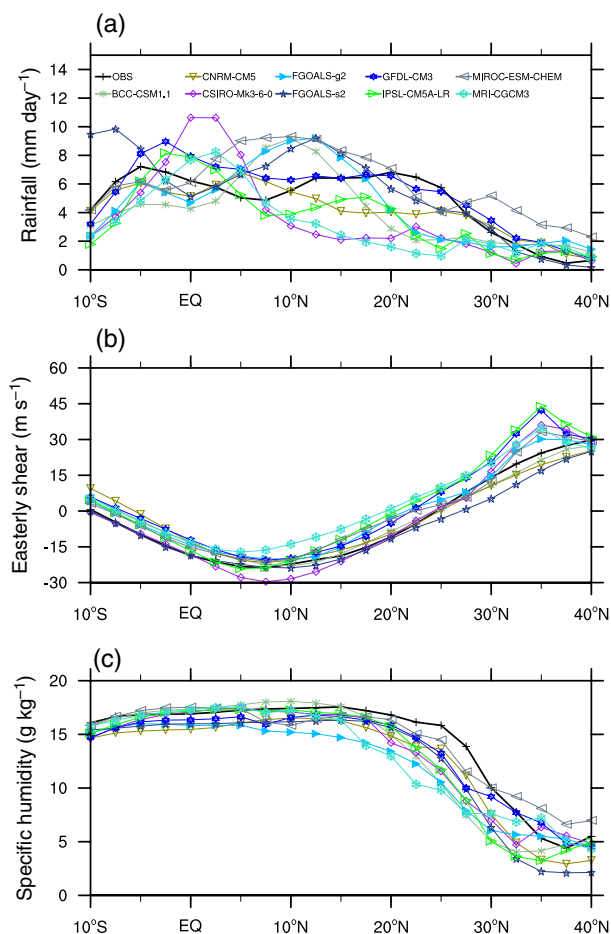 (a)
Rainfall (mm day⁻¹)
14
12
10
8
6
4
2
0
OBS CNRM-CM5 FGOALS-g2 GFDL-CM3 MIROC-ESM-CHEM
BCC-CSM1.1 CSIRO-Mk3-6-0 FGOALS-s2 IPSL-CM5A-LR MRI-CGCM3
10°S EQ 10°N 20°N 30°N 40°N
(b)
Easterly shear (m s⁻¹)
60
45
30
15
0
-15
-30
10°S EQ 10°N 20°N 30°N 40°N
(c)
Specific humidity (g kg⁻¹)
20
15
10
5
0
10°S EQ 10°N 20°N 30°N 40°N